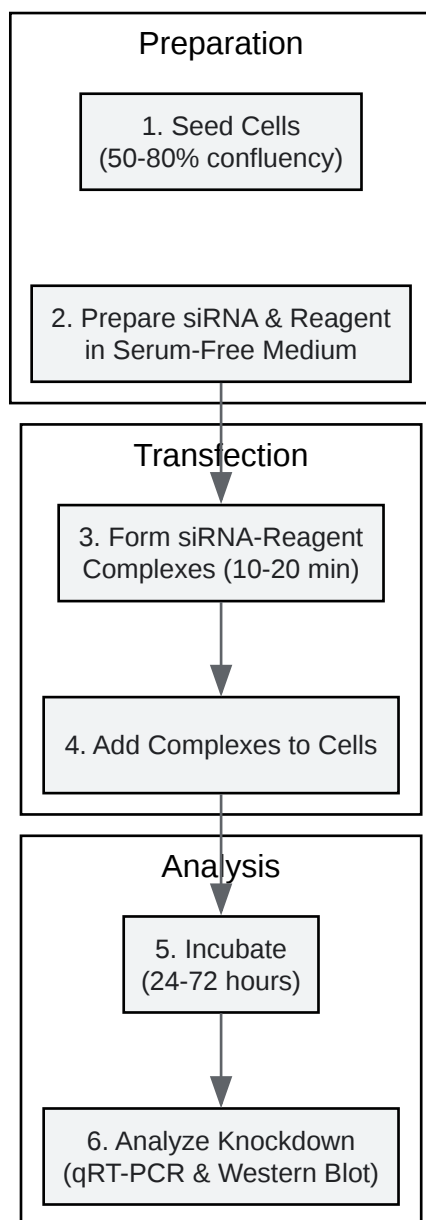 Preparation
1. Seed Cells
(50-80% confluency)
2. Prepare siRNA & Reagent
in Serum-Free Medium
Transfection
3. Form siRNA-Reagent
Complexes (10-20 min)
4. Add Complexes to Cells
Analysis
5. Incubate
(24-72 hours)
6. Analyze Knockdown
(qRT-PCR & Western Blot)